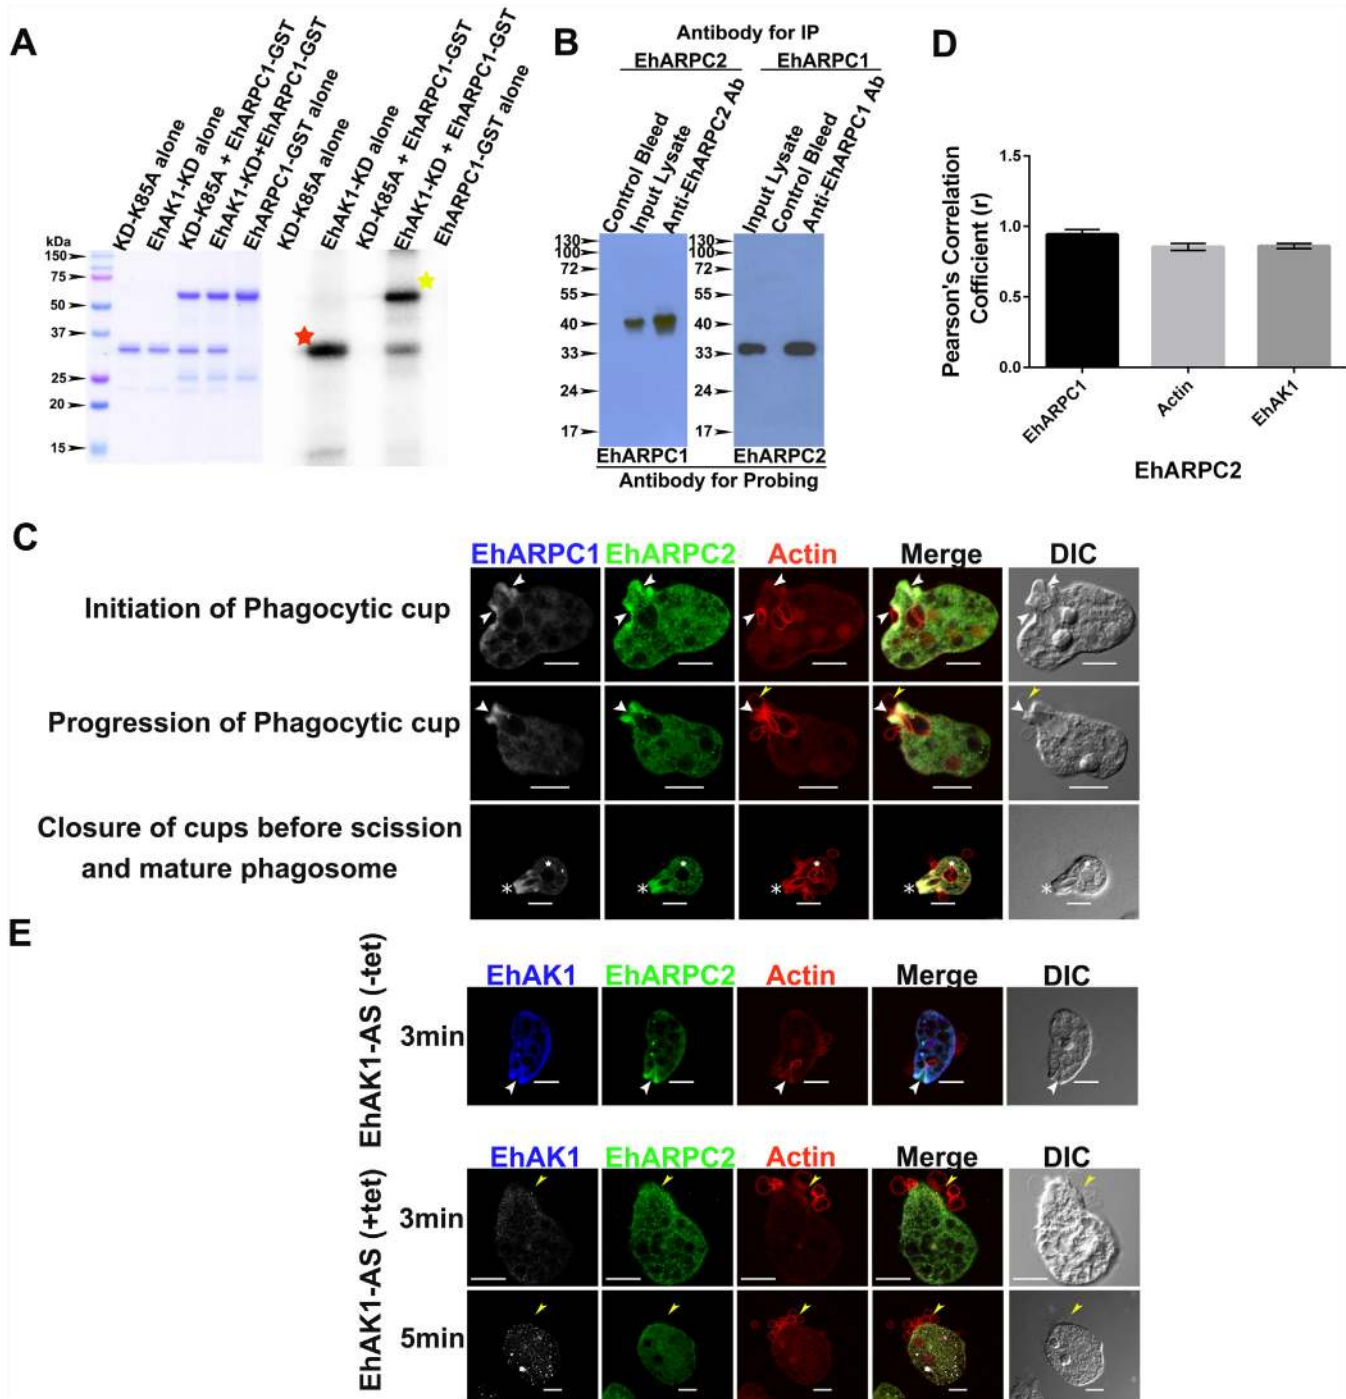 A
KD-K85A alone
EhAK1-KD alone
KD-K85A + EhARPC1-GST
EhAK1-KD+EhARPC1-GST
EhARPC1-GST alone
KD-K85A alone
EhAK1-KD alone
KD-K85A + EhARPC1-GST
EhAK1-KD + EhARPC1-GST
EhARPC1-GST alone
kDa
150
75
50
37
25
20
15
B
Antibody for IP
EhARPC2
EhARPC1
Control Bleed
Input Lysate
Anti-EhARPC2 Ab
Input Lysate
Control Bleed
Anti-EhARPC1 Ab
130
100
72
55
40
33
24
17
130
100
72
55
40
33
24
17
EhARPC1
EhARPC2
Antibody for Probing
D
Pearson's Correlation
Cofficient (r)
1.5
1.0
0.5
0.0
EhARPC1
Actin
EhAK1
EhARPC2
C
EhARPC1 EhARPC2 Actin Merge DIC
Initiation of Phagocytic cup
Progression of Phagocytic cup
Closure of cups before scission
and mature phagosome
* * * *
*
E
EhAK1-AS (-tet)
EhAK1 EhARPC2 Actin Merge DIC
3min
EhAK1-AS (+tet)
EhAK1 EhARPC2 Actin Merge DIC
3min
5min